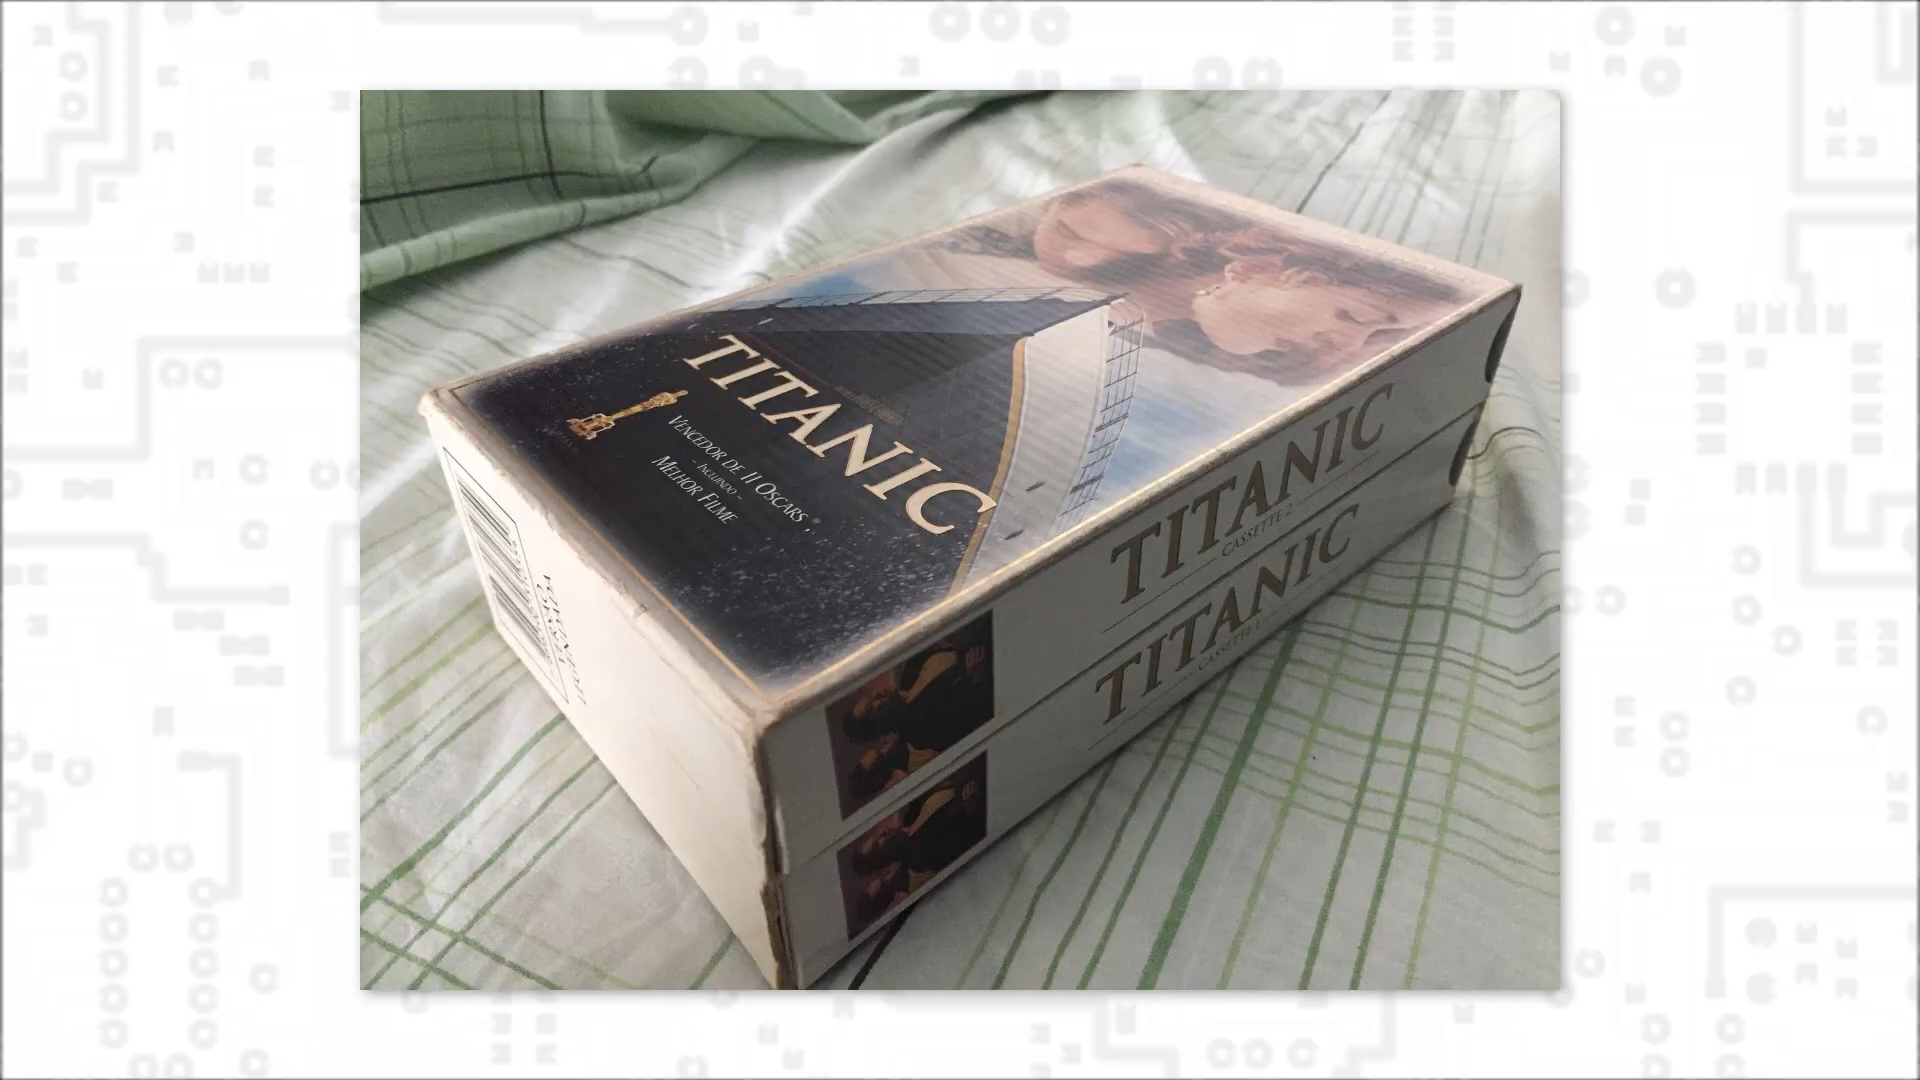 TITANIC
VENCEDOR DE 11 OSCARS®
- INCLUINDO -
MELHOR FILME
TITANIC
CASSETTE 2
TITANIC
CASSETTE 1